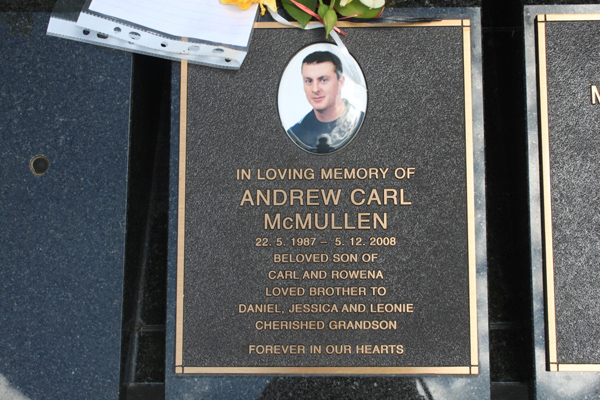 IN LOVING MEMORY OF
ANDREW CARL
McMULLEN
22. 5. 1987 – 5. 12. 2008
BELOVED SON OF
CARL AND ROWENA
LOVED BROTHER TO
DANIEL, JESSICA AND LEONIE
CHERISHED GRANDSON
FOREVER IN OUR HEARTS